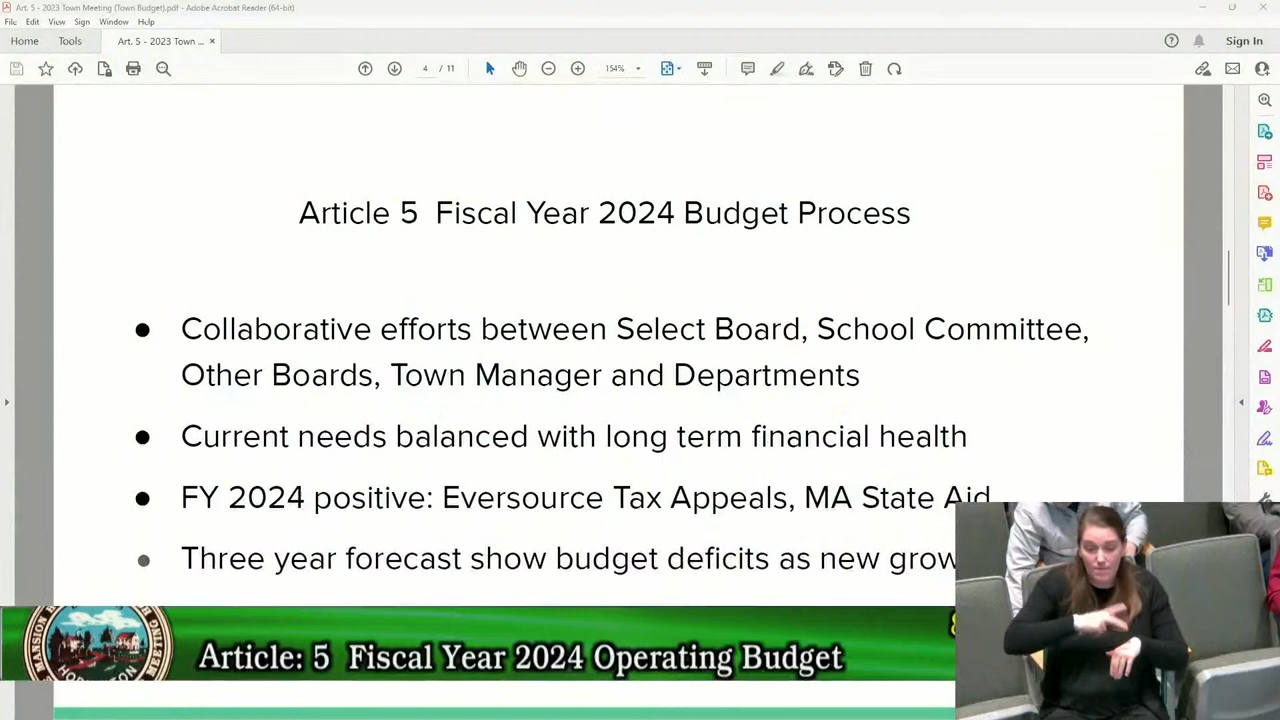 Art. 5 - 2023 Town Meeting (Town Budget).pdf - Adobe Acrobat Reader (64-bit)
File Edit View Sign Window Help
Home Tools Art. 5 - 2023 Town ... × Sign In
4 / 11 154%
Article 5 Fiscal Year 2024 Budget Process
● Collaborative efforts between Select Board, School Committee,
Other Boards, Town Manager and Departments
● Current needs balanced with long term financial health
● FY 2024 positive: Eversource Tax Appeals, MA State Aid
● Three year forecast show budget deficits as new grow
Article: 5 Fiscal Year 2024 Operating Budget